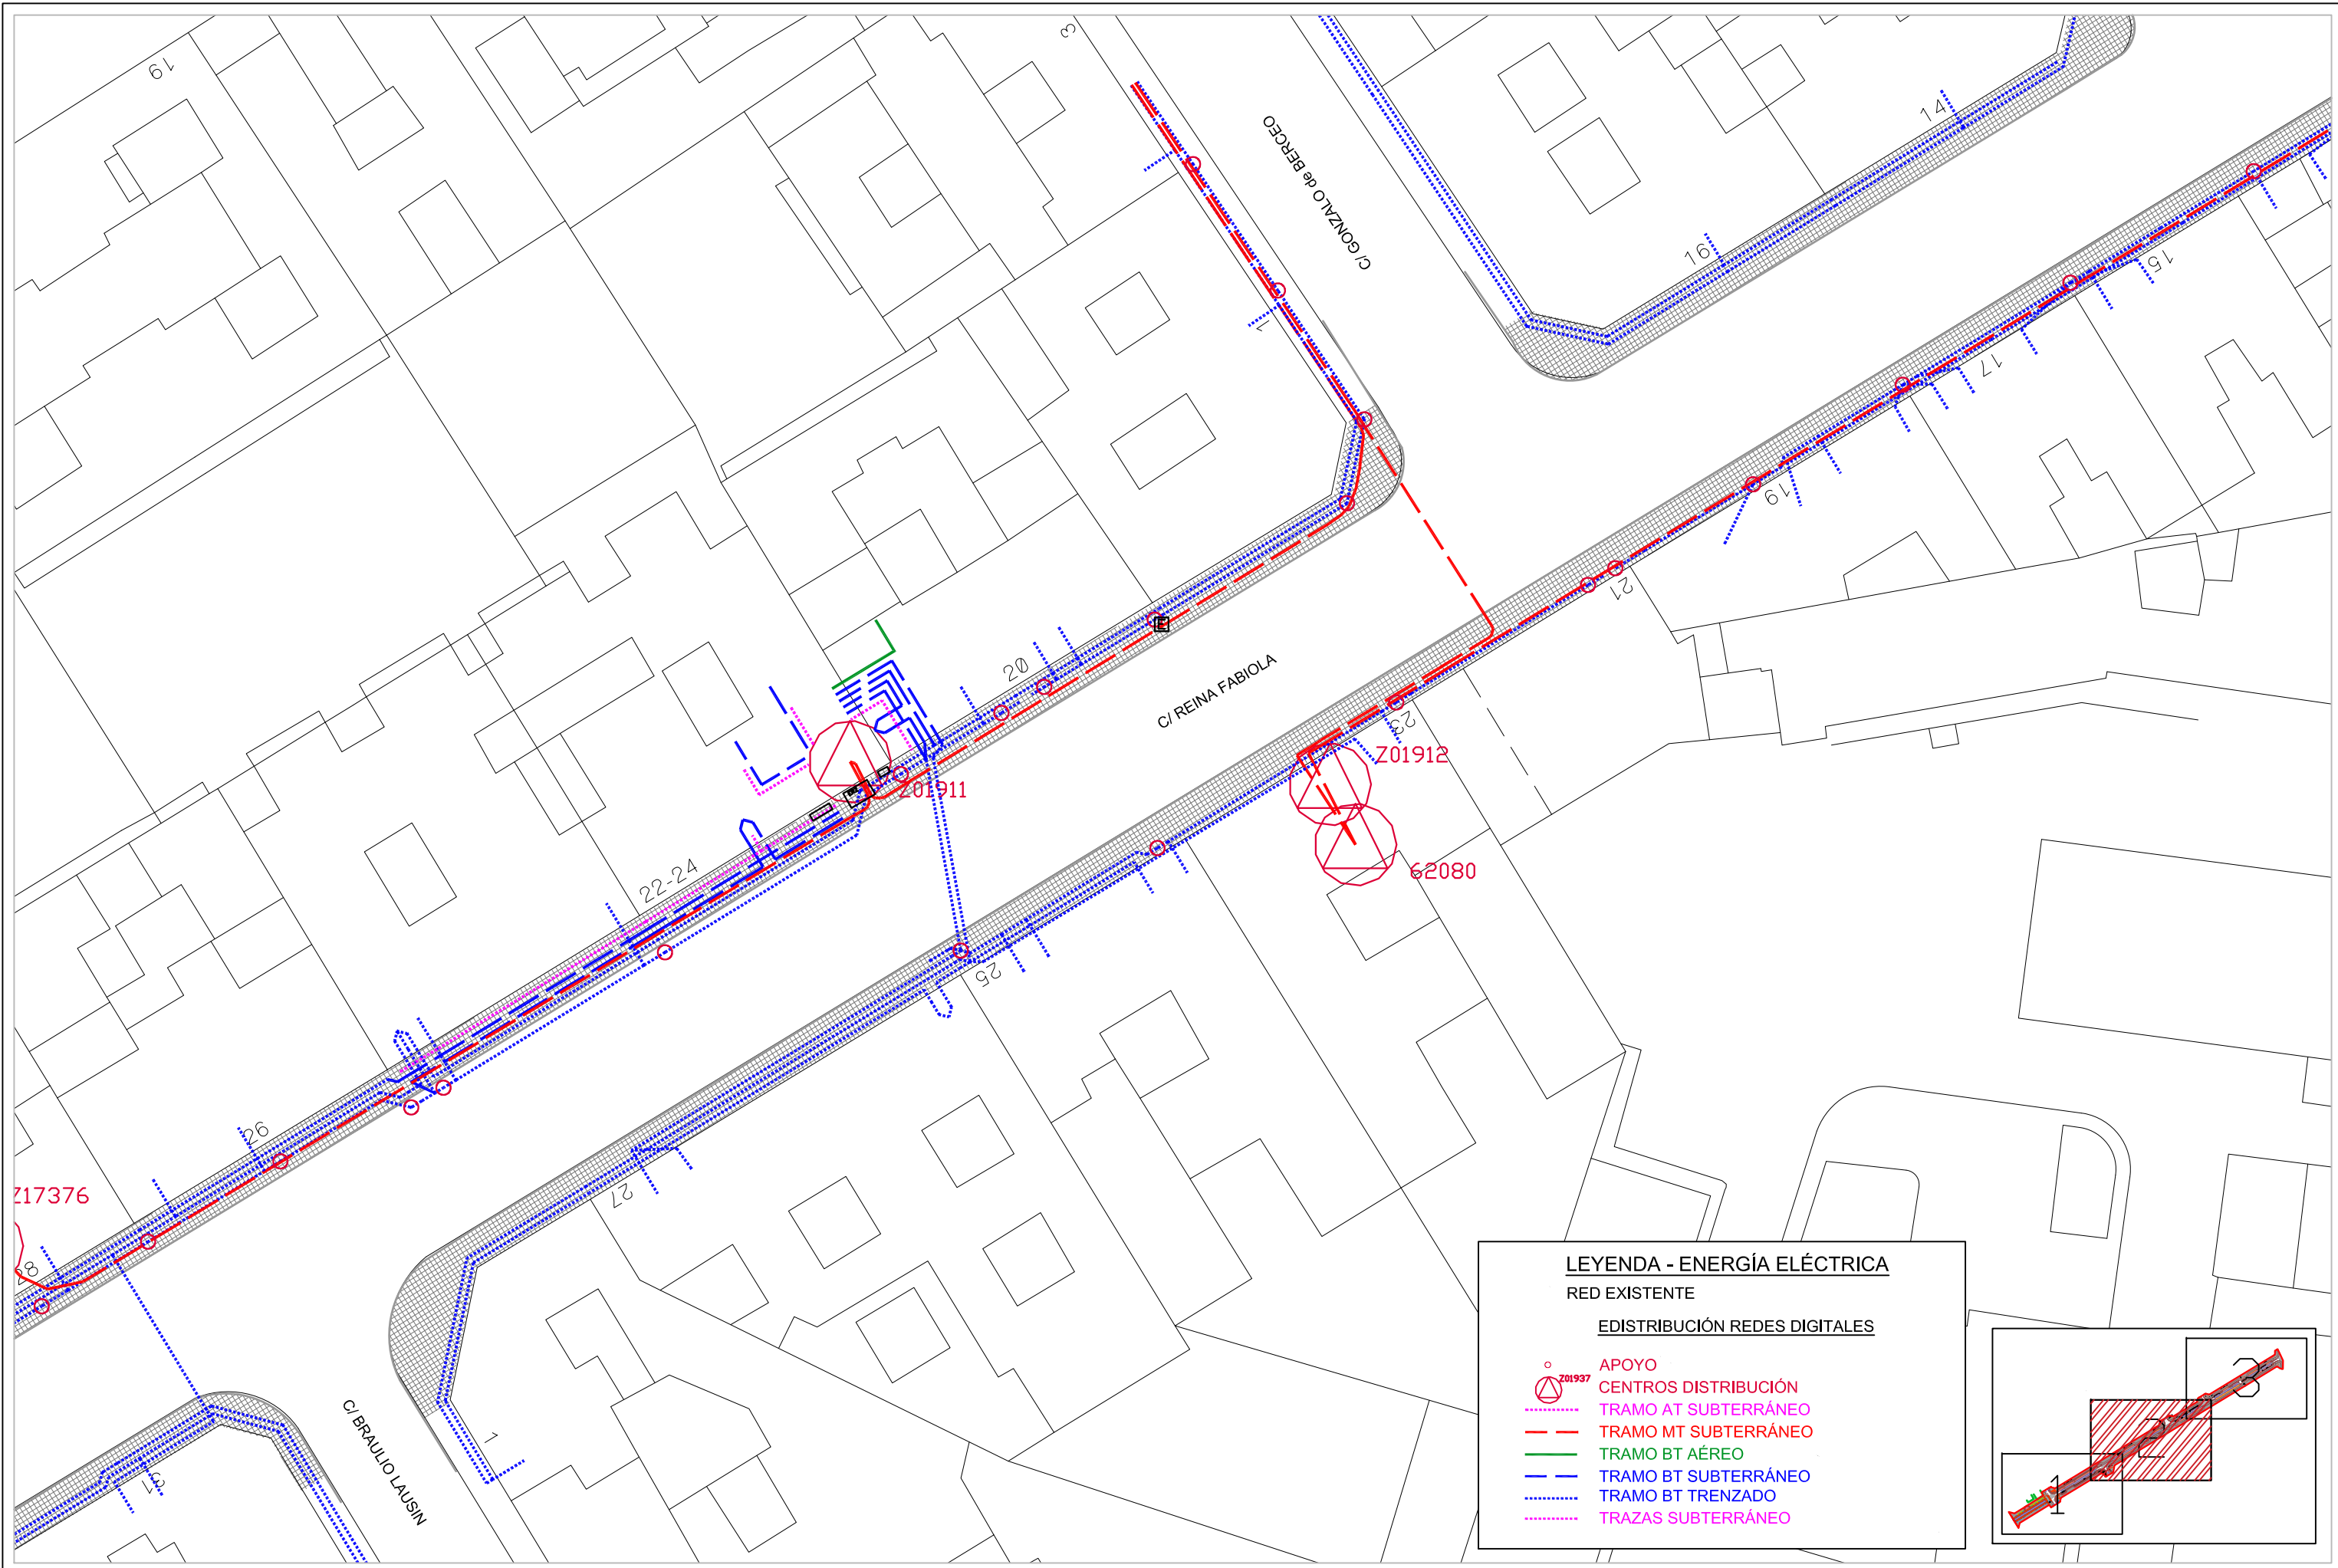 19
3
C/ GONZALO de BERCEO
14
16
1
15
17
19
21
20
C/ REINA FABIOLA
23
Z01912
Z01911
62080
22-24
25
26
27
Z17376
28
C/ BRAULIO LAUSIN
1
31
LEYENDA - ENERGÍA ELÉCTRICA
RED EXISTENTE
EDISTRIBUCIÓN REDES DIGITALES
APOYO
Z01937
CENTROS DISTRIBUCIÓN
TRAMO AT SUBTERRÁNEO
TRAMO MT SUBTERRÁNEO
TRAMO BT AÉREO
TRAMO BT SUBTERRÁNEO
TRAMO BT TRENZADO
TRAZAS SUBTERRÁNEO
3
2
1